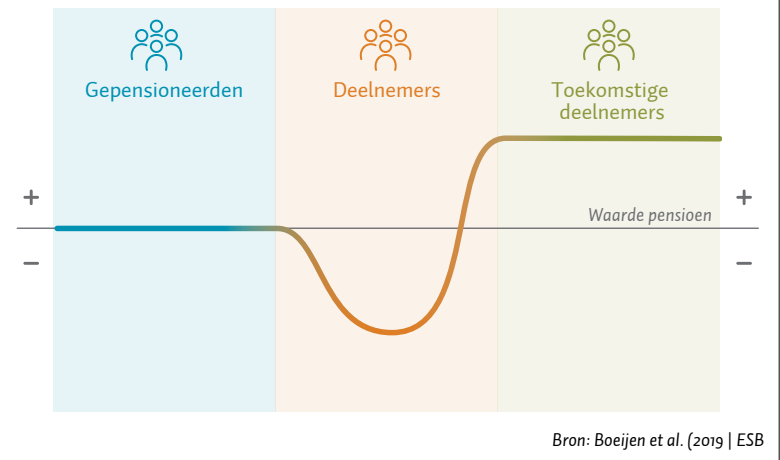 Gepensioneerden
Deelnemers
Toekomstige
deelnemers
+
+
Waarde pensioen
−
−
Bron: Boeijen et al. (2019 | ESB